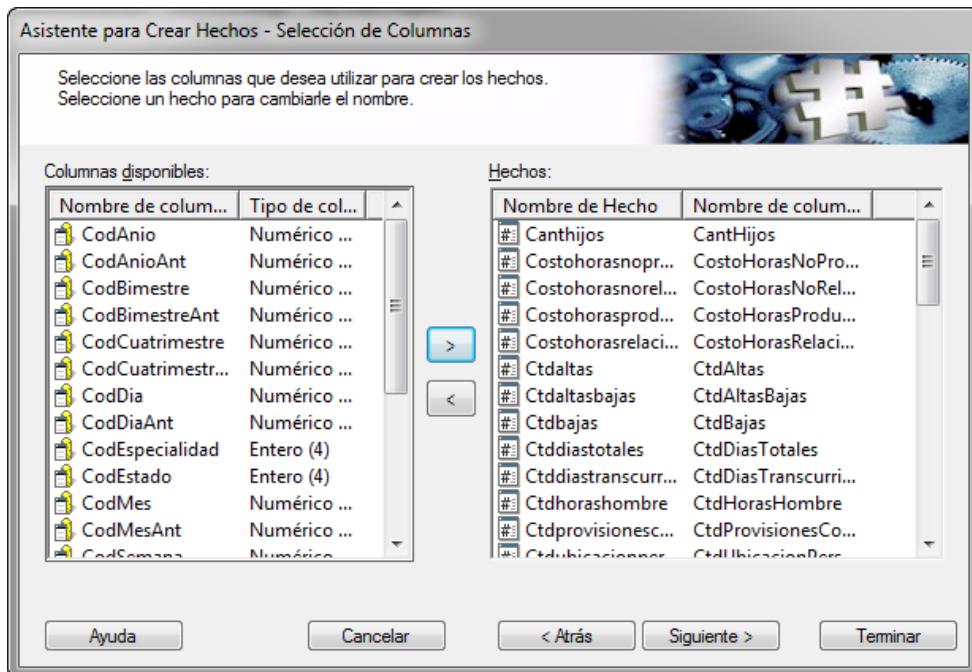 Asistente para Crear Hechos - Selección de Columnas
Seleccione las columnas que desea utilizar para crear los hechos.
Seleccione un hecho para cambiarle el nombre.
Columnas disponibles:
Nombre de colum... Tipo de col...
CodAnio Numérico ...
CodAnioAnt Numérico ...
CodBimestre Numérico ...
CodBimestreAnt Numérico ...
CodCuatrimestre Numérico ...
CodCuatrimestr... Numérico ...
CodDia Numérico ...
CodDiaAnt Numérico ...
CodEspecialidad Entero (4)
CodEstado Entero (4)
CodMes Numérico ...
CodMesAnt Numérico ...
CodSemana Numérico
>
<
Hechos:
Nombre de Hecho Nombre de colum...
Canthijos CantHijos
Costohorasnopr... CostoHorasNoPro...
Costohorasnorel... CostoHorasNoRel...
Costohorasprod... CostoHorasProdu...
Costohorasrelaci... CostoHorasRelaci...
Ctdaltas CtdAltas
Ctdaltasbajas CtdAltasBajas
Ctdbajas CtdBajas
Ctddiastotales CtdDiasTotales
Ctddiastranscurr... CtdDiasTranscurri...
Ctdhorashombre CtdHorasHombre
Ctdprovisionesc... CtdProvisionesCo...
Ctdubicacionper CtdUbicacionPers
Ayuda Cancelar < Atrás Siguiente > Terminar